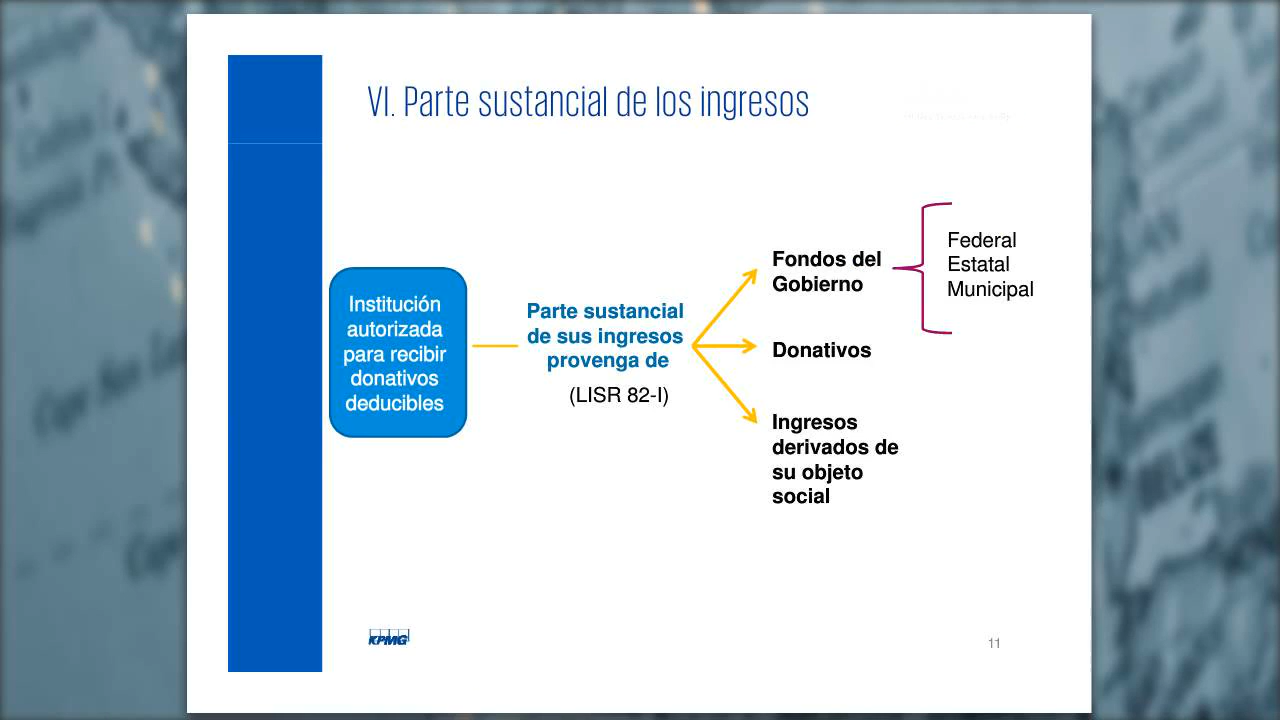 VI. Parte sustancial de los ingresos
Institución
autorizada
para recibir
donativos
deducibles
Parte sustancial
de sus ingresos
provenga de
(LISR 82-I)
Fondos del
Gobierno
Federal
Estatal
Municipal
Donativos
Ingresos
derivados de
su objeto
social
KPMG
11